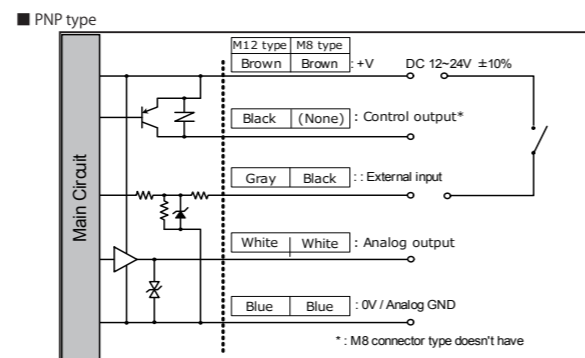 ■ PNP type
M12 type M8 type
Brown Brown : +V DC 12~24V ±10%
Black (None) : Control output*
Gray Black : : External input
Main Circuit
White White : Analog output
Blue Blue : 0V / Analog GND
* : M8 connector type doesn't have